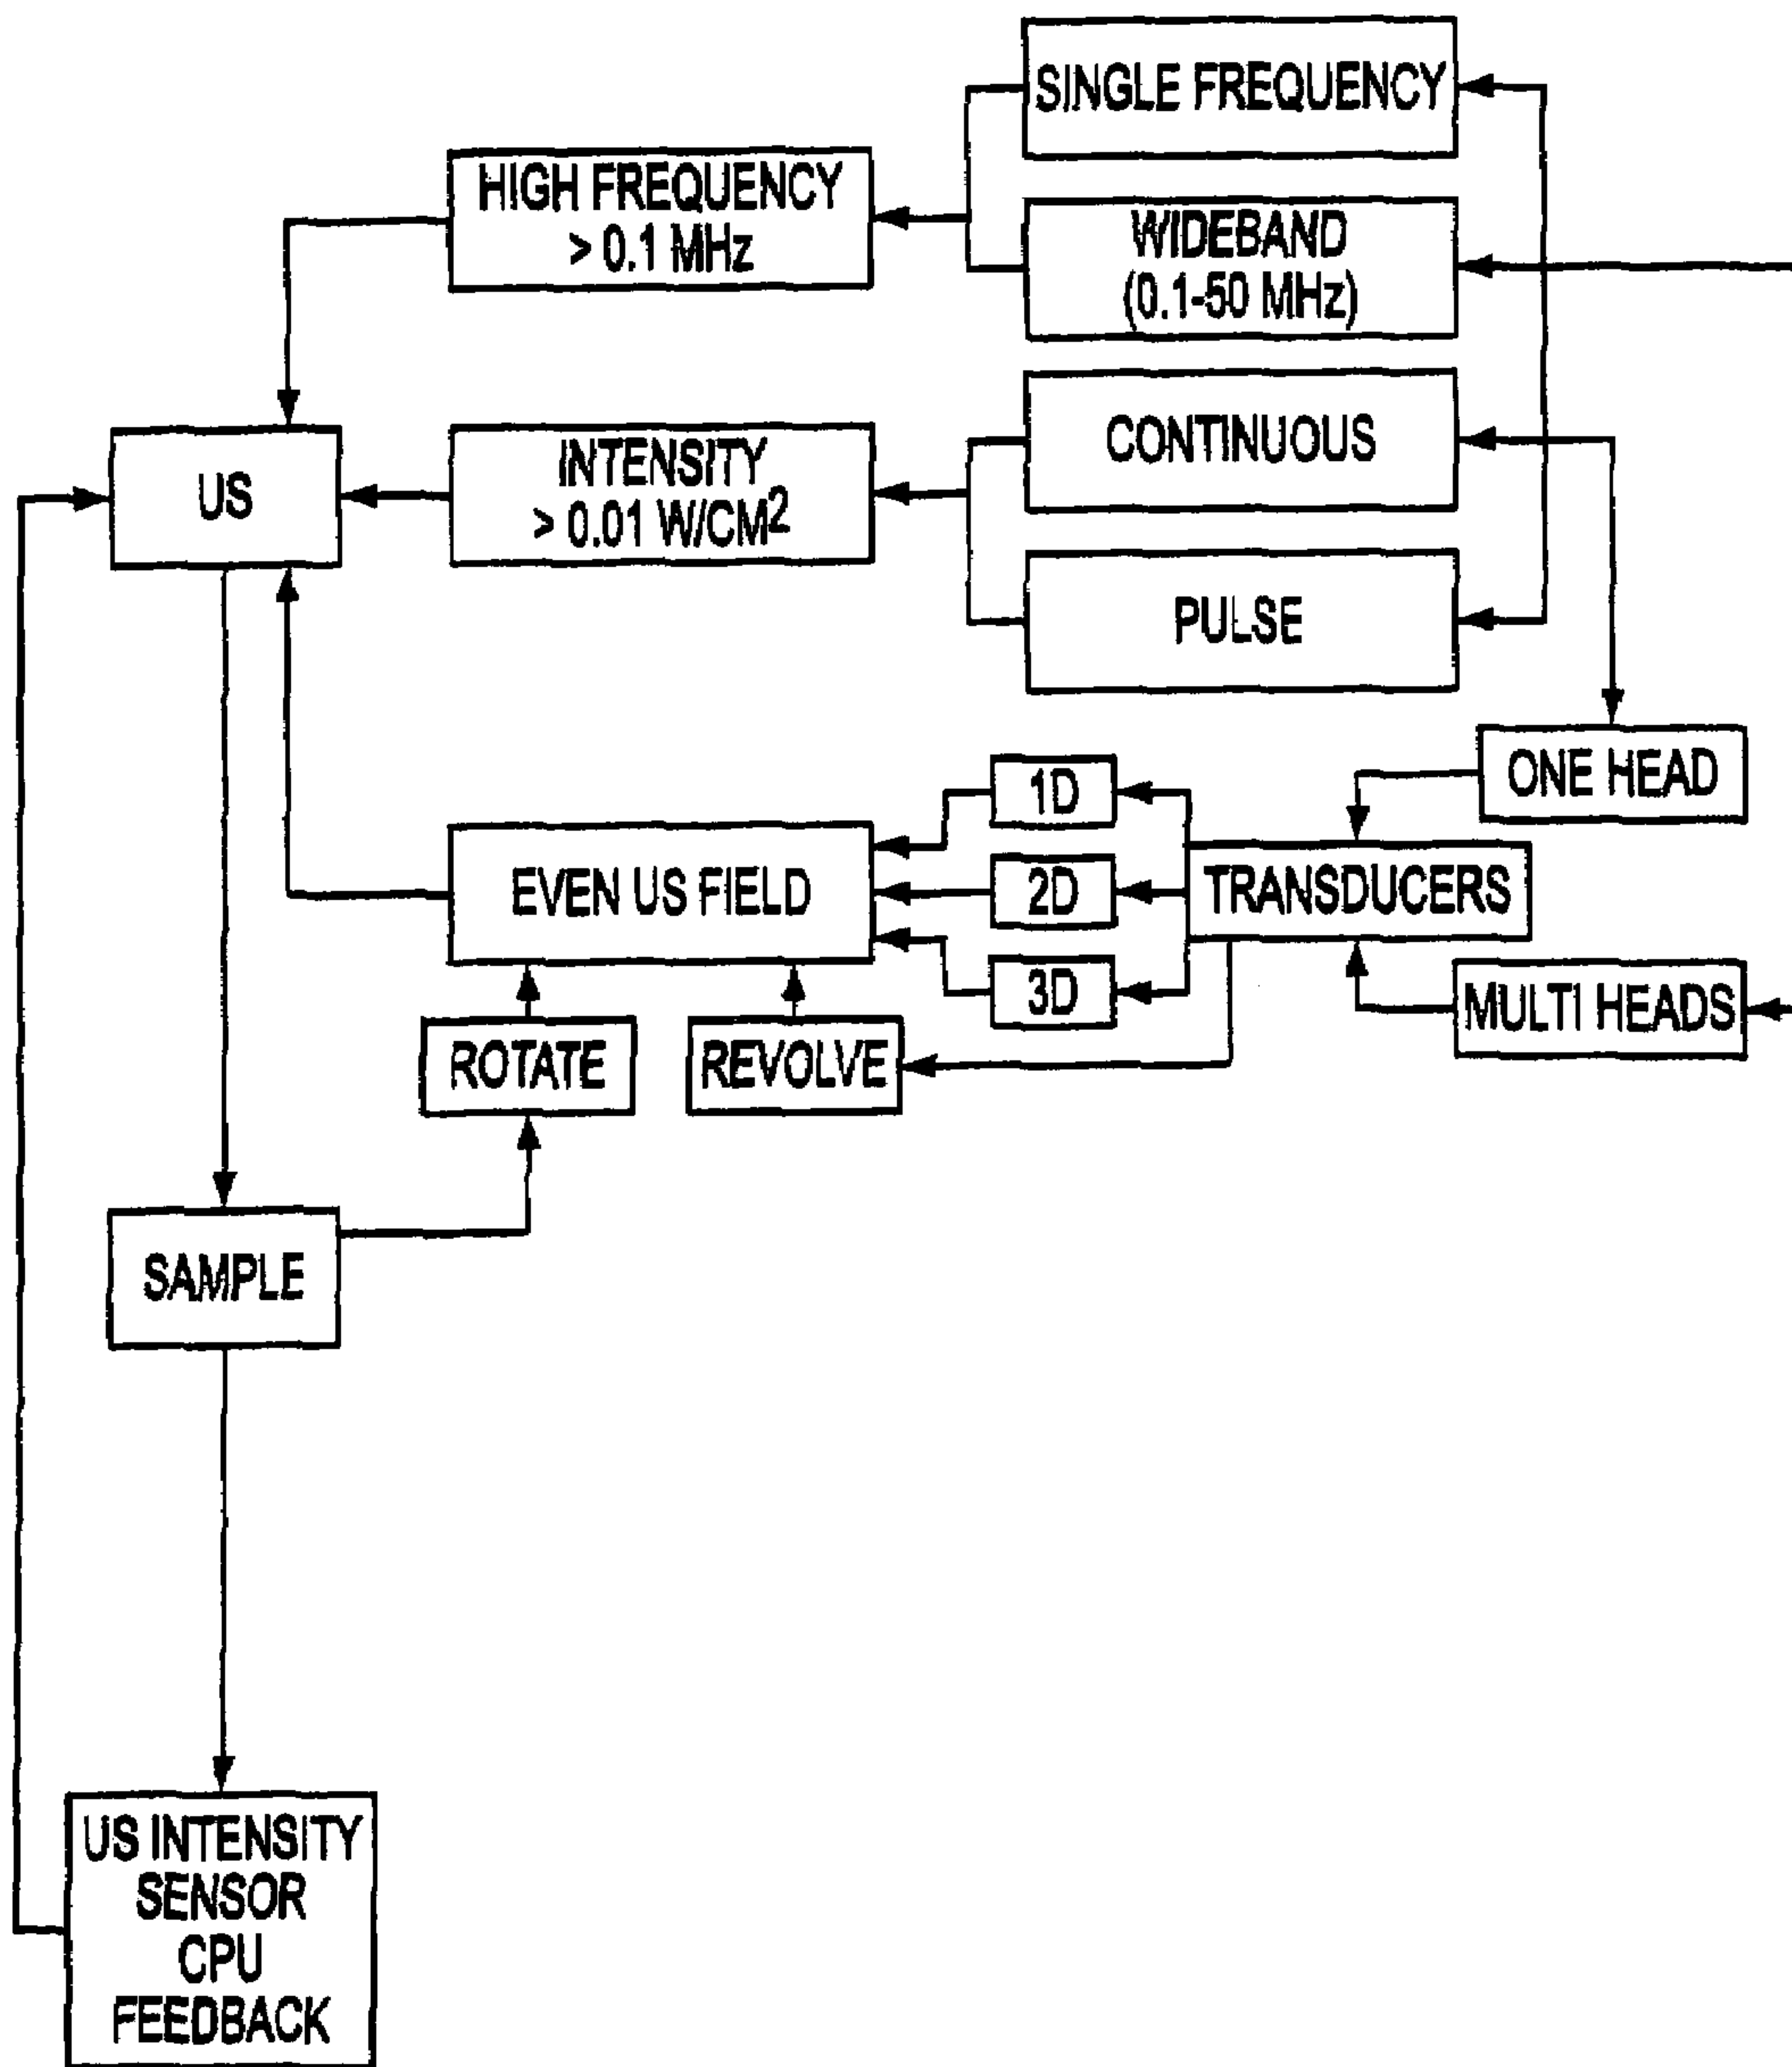 SINGLE FREQUENCY
HIGH FREQUENCY
> 0.1 MHz
WIDEBAND
(0.1-50 MHz)
US
INTENSITY
> 0.01 W/CM2
CONTINUOUS
PULSE
ONE HEAD
1D
EVEN US FIELD
2D
TRANSDUCERS
3D
MULTI HEADS
ROTATE
REVOLVE
SAMPLE
US INTENSITY
SENSOR
CPU
FEEDBACK